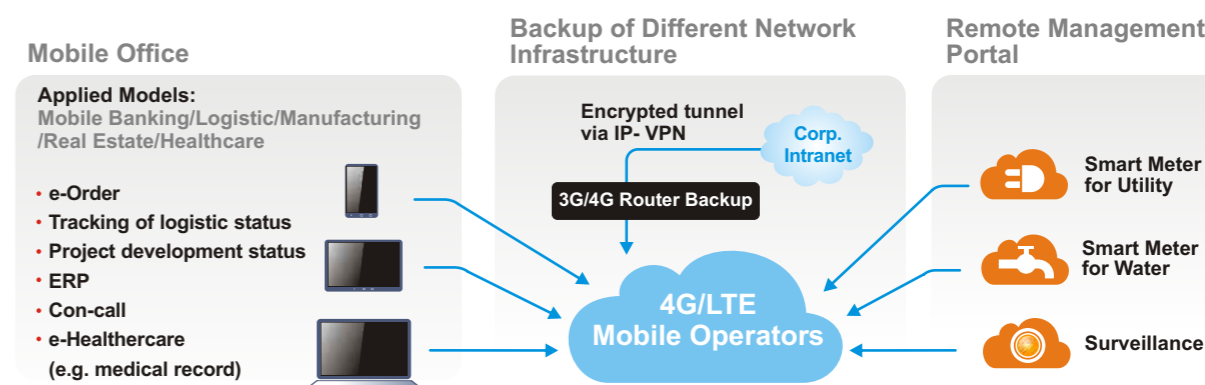 Mobile Office
Applied Models:
Mobile Banking/Logistic/Manufacturing
/Real Estate/Healthcare
• e-Order
• Tracking of logistic status
• Project development status
• ERP
• Con-call
• e-Healthercare
(e.g. medical record)
Backup of Different Network
Infrastructure
Encrypted tunnel
via IP- VPN
Corp.
Intranet
3G/4G Router Backup
4G/LTE
Mobile Operators
Remote Management
Portal
Smart Meter
for Utility
Smart Meter
for Water
Surveillance